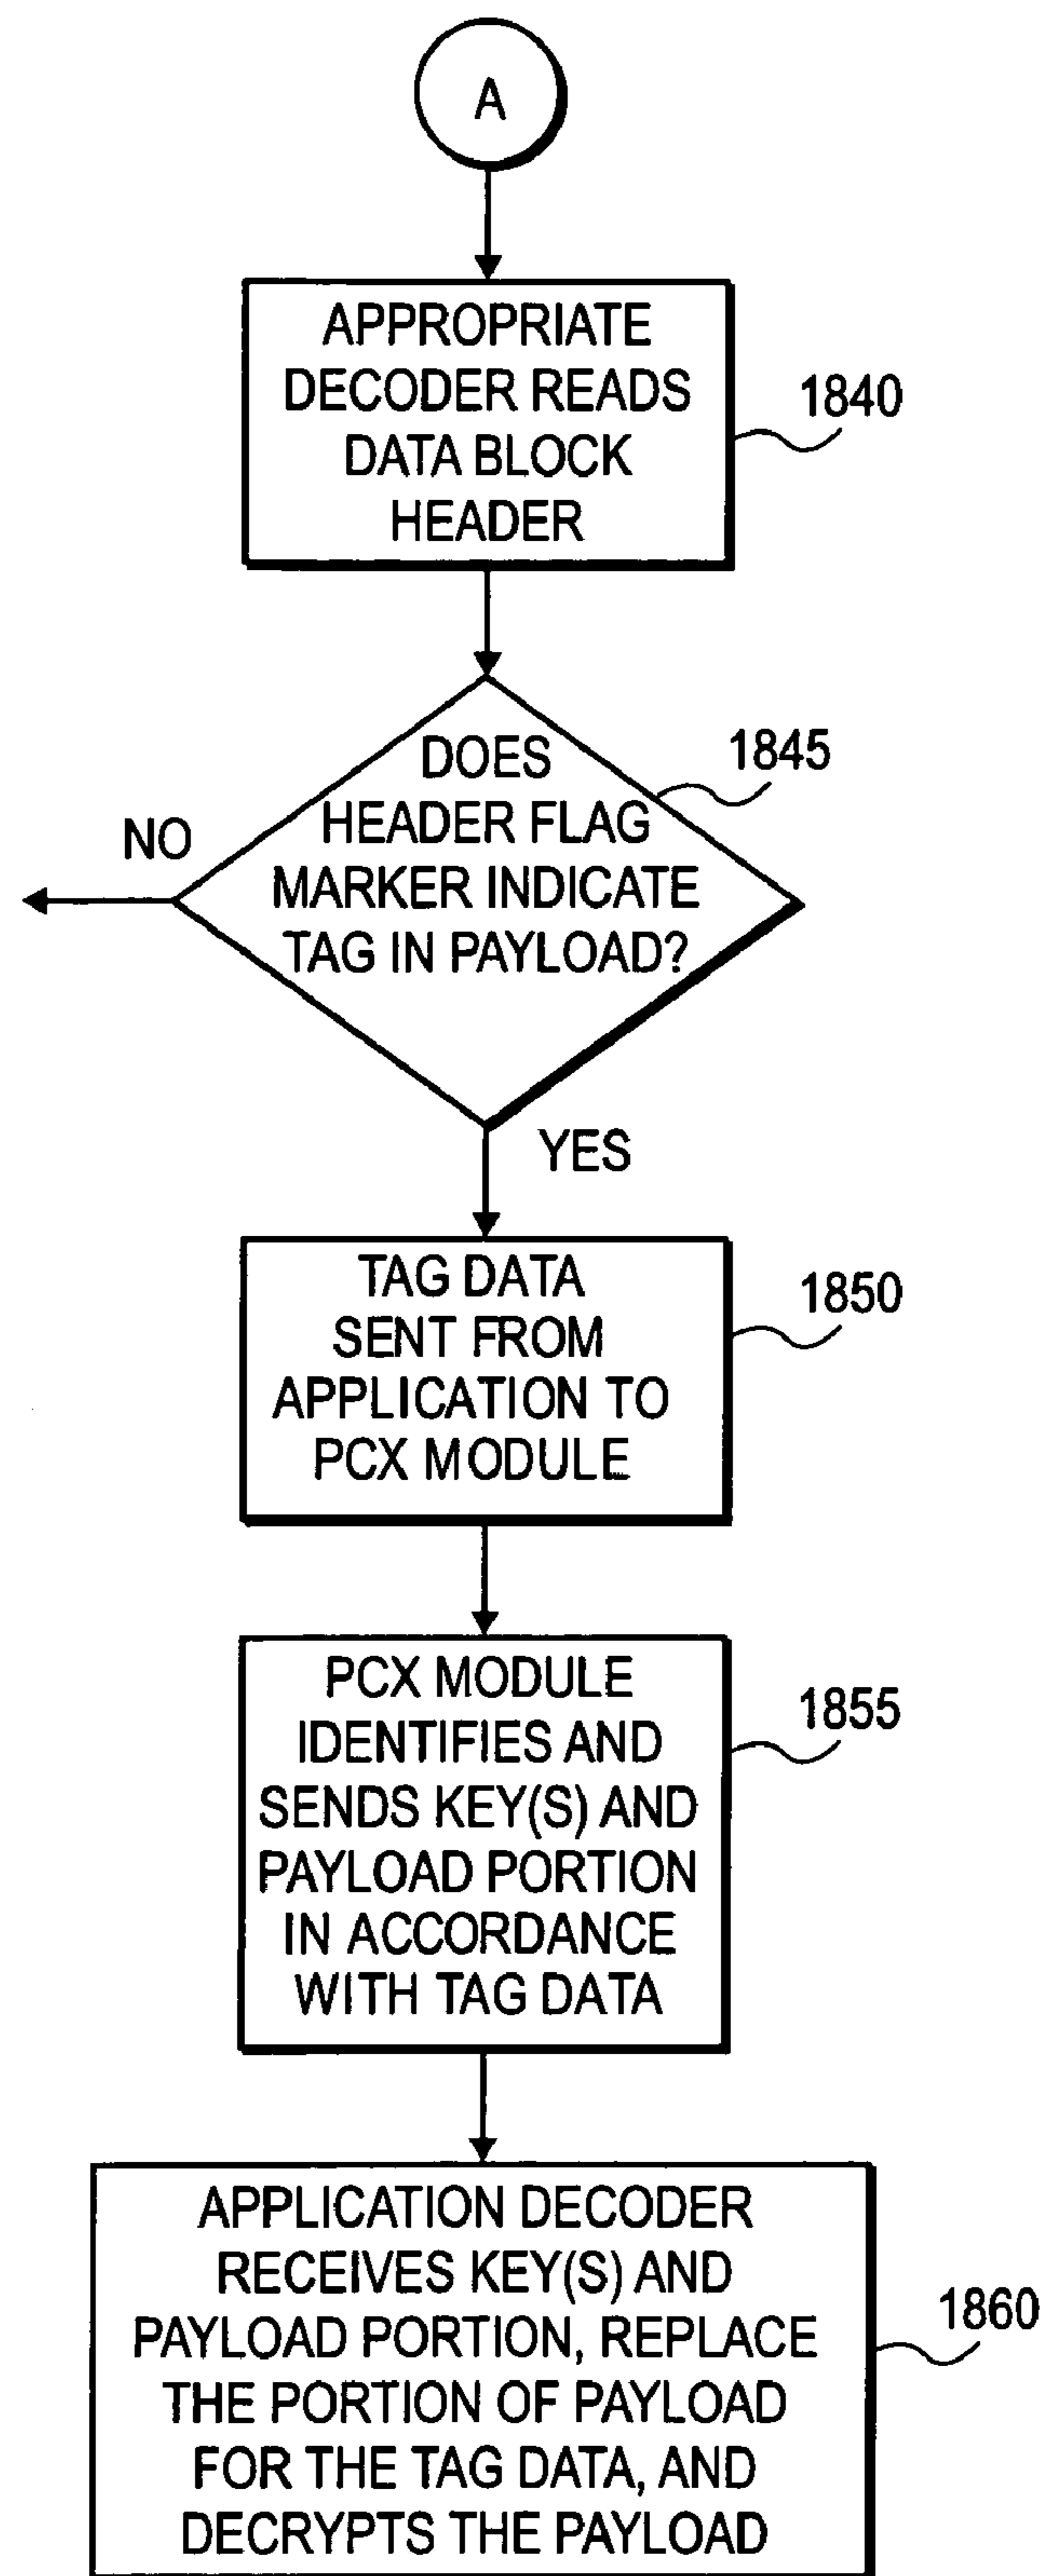 A
APPROPRIATE
DECODER READS
DATA BLOCK
HEADER
1840
DOES
HEADER FLAG
MARKER INDICATE
TAG IN PAYLOAD?
1845
NO
YES
TAG DATA
SENT FROM
APPLICATION TO
PCX MODULE
1850
PCX MODULE
IDENTIFIES AND
SENDS KEY(S) AND
PAYLOAD PORTION
IN ACCORDANCE
WITH TAG DATA
1855
APPLICATION DECODER
RECEIVES KEY(S) AND
PAYLOAD PORTION, REPLACE
THE PORTION OF PAYLOAD
FOR THE TAG DATA, AND
DECRYPTS THE PAYLOAD
1860